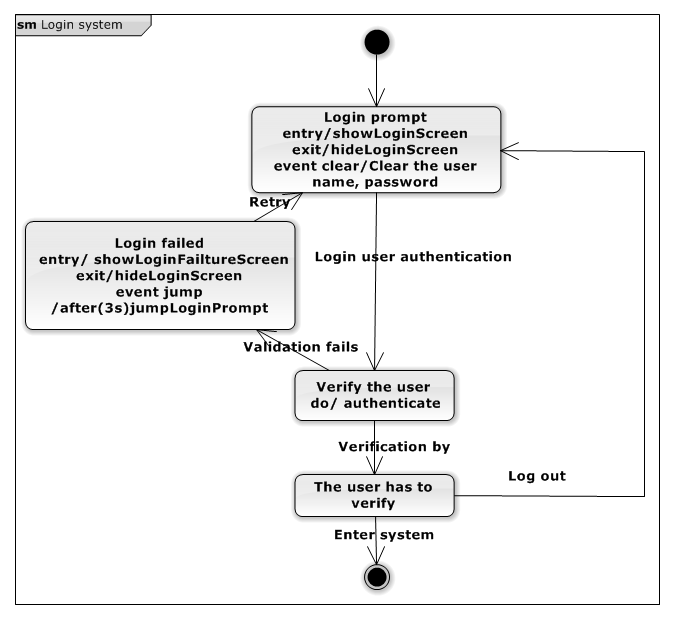 sm Login system
Login prompt
entry/showLoginScreen
exit/hideLoginScreen
event clear/Clear the user
name, password
Retry
Login failed
entry/ showLoginFailtureScreen
exit/hideLoginScreen
event jump
/after(3s)jumpLoginPrompt
Login user authentication
Validation fails
Verify the user
do/ authenticate
Verification by
The user has to
verify
Log out
Enter system